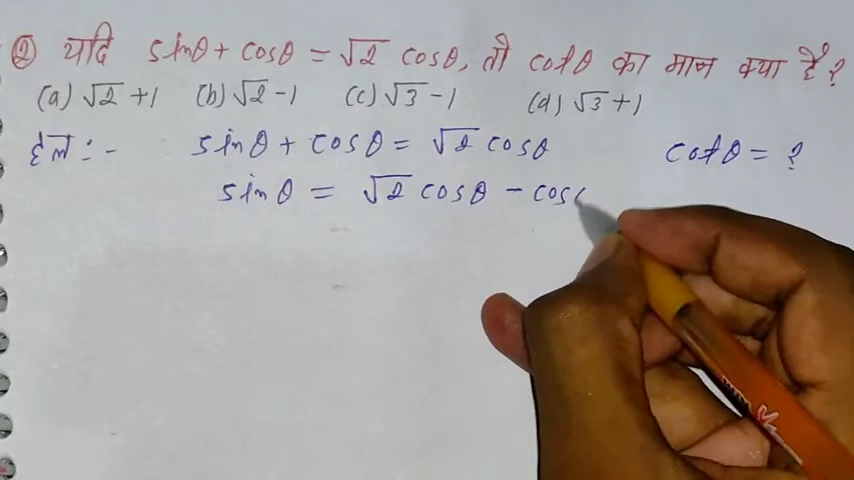 ② यदि sinθ + cosθ = √2 cosθ, तो cotθ का मान क्या है?
(a) √2 + 1 (b) √2 - 1 (c) √3 - 1 (d) √3 + 1
हल :- sinθ + cosθ = √2 cosθ cotθ = ?
sinθ = √2 cosθ - cos